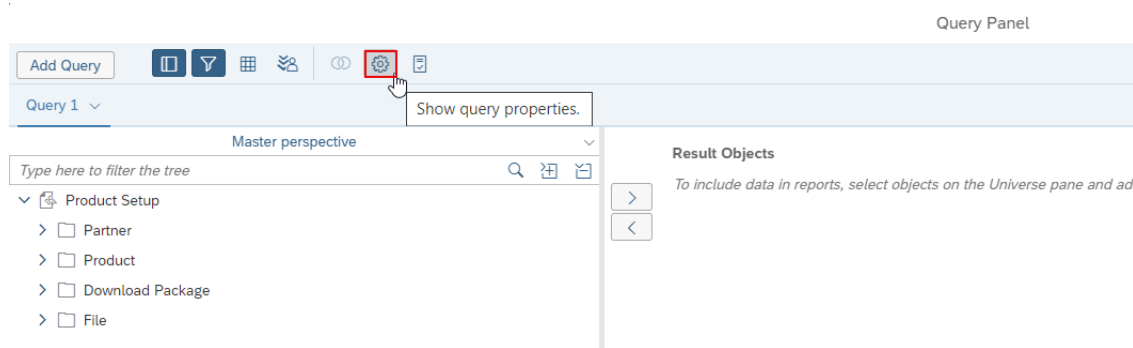 Query Panel
Add Query
Show query properties.
Query 1
Master perspective
Type here to filter the tree
Product Setup
Partner
Product
Download Package
File
Result Objects
To include data in reports, select objects on the Universe pane and ad